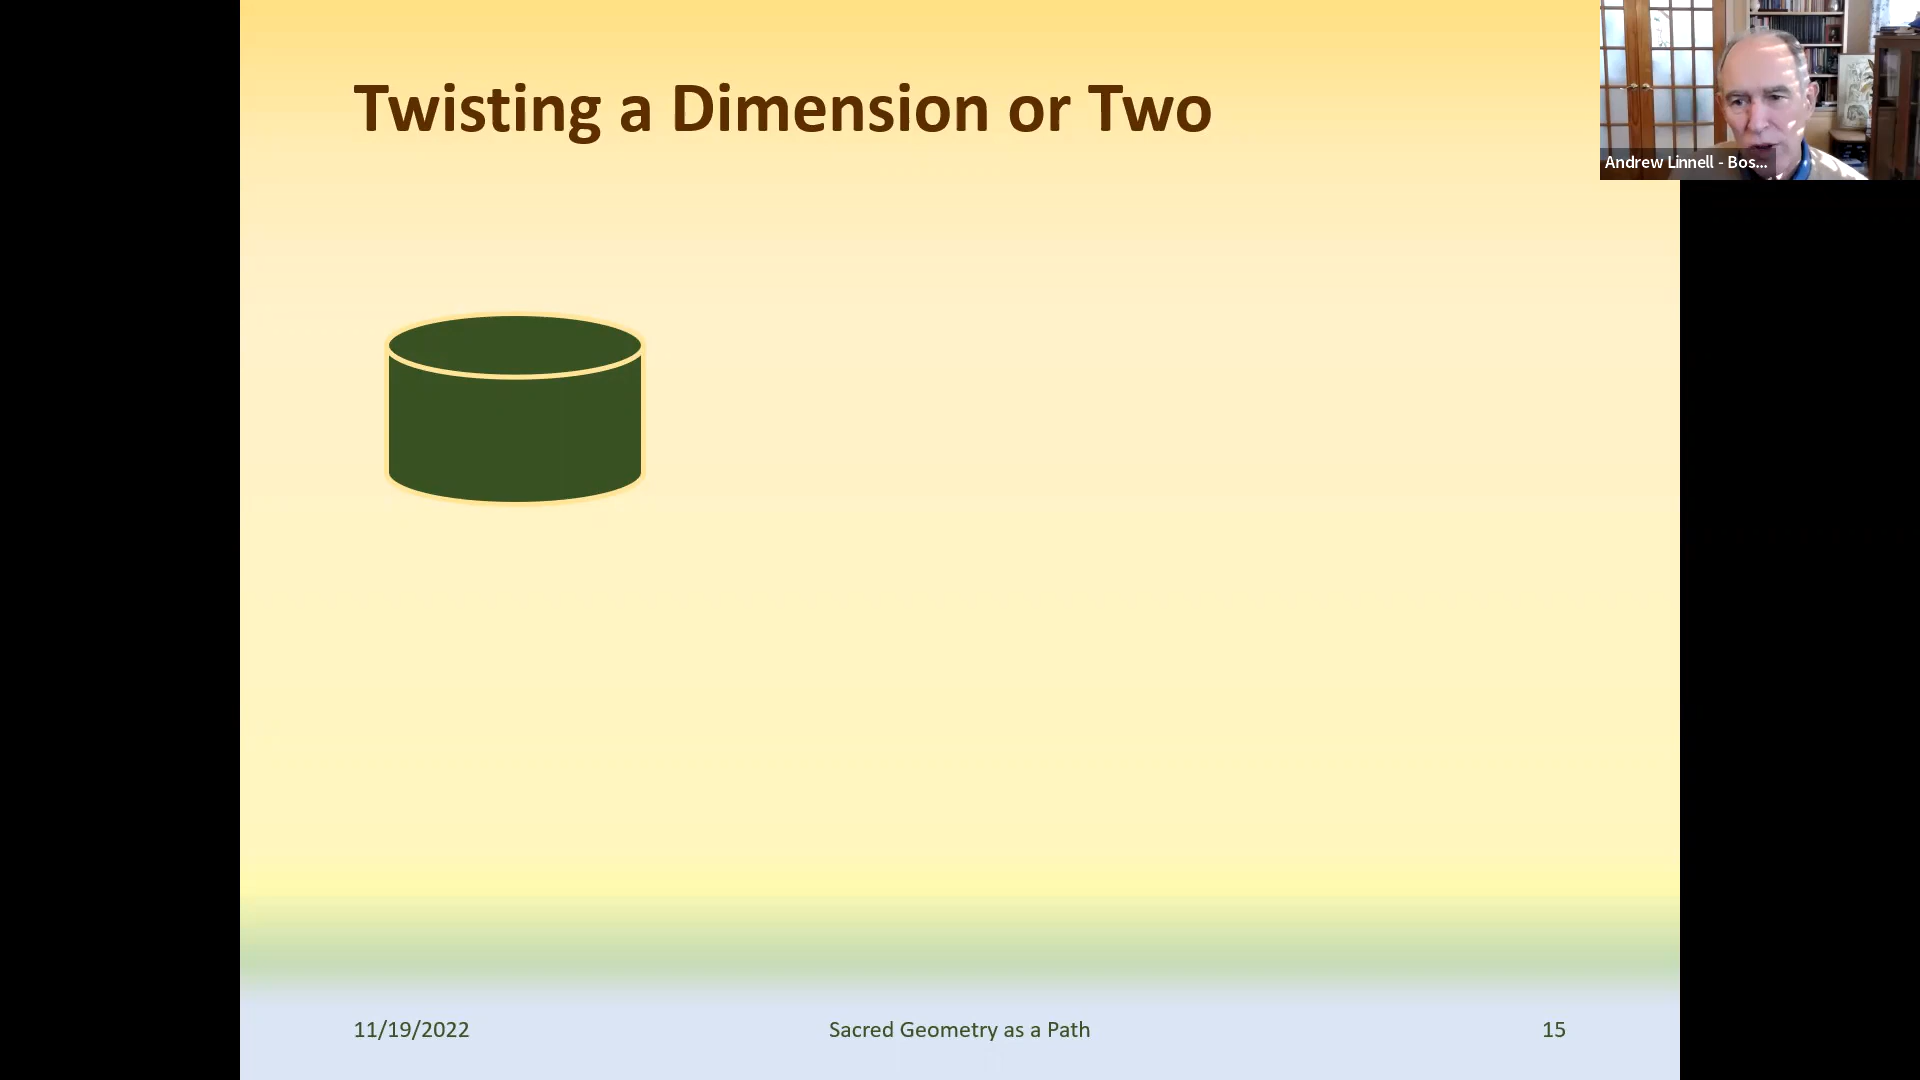 Twisting a Dimension or Two
Andrew Linnell - Bos...
11/19/2022
Sacred Geometry as a Path
15